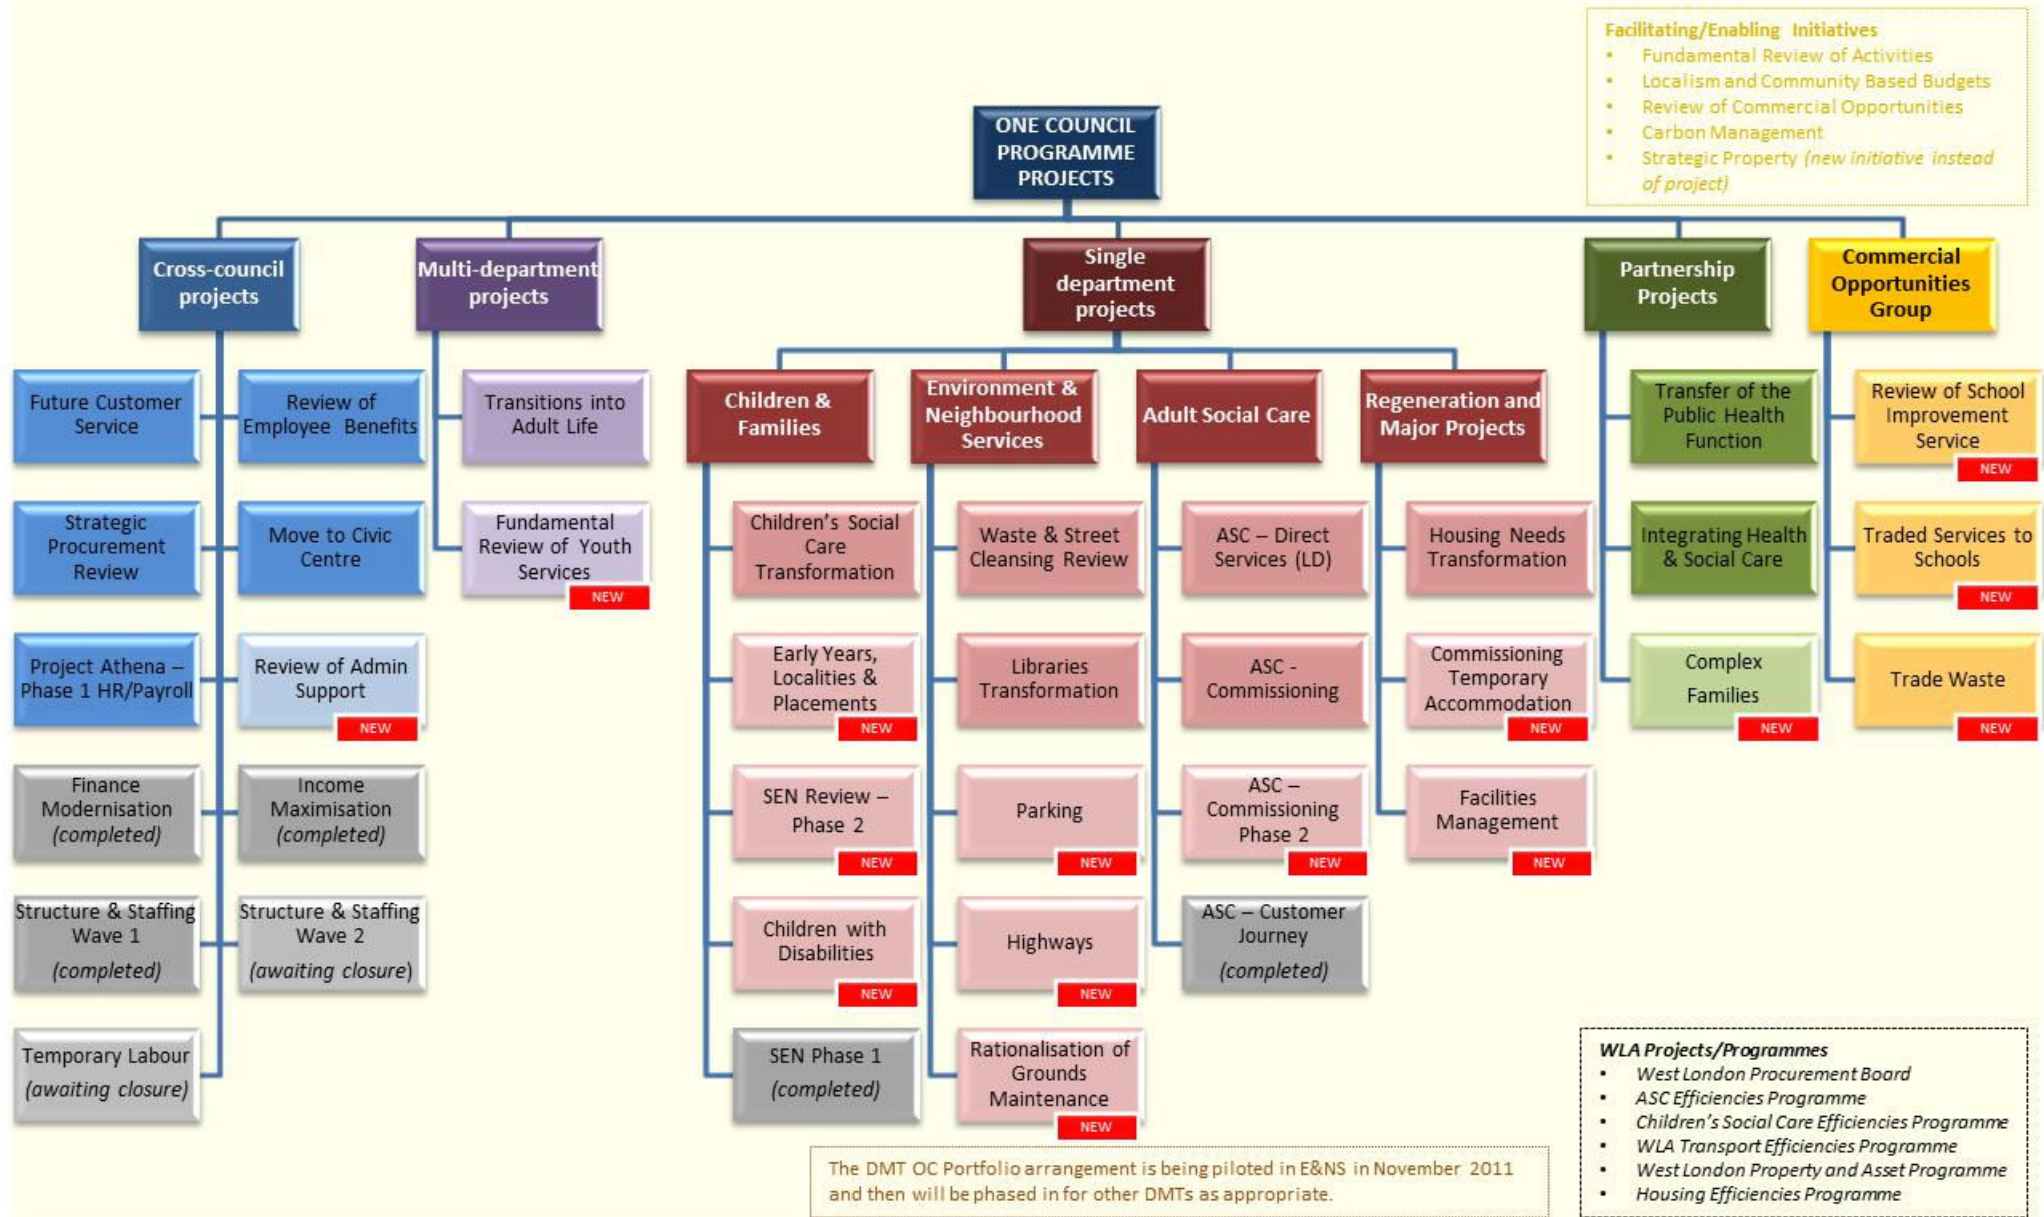 Facilitating/Enabling Initiatives
• Fundamental Review of Activities
• Localism and Community Based Budgets
• Review of Commercial Opportunities
• Carbon Management
• Strategic Property (new initiative instead
of project)
ONE COUNCIL
PROGRAMME
PROJECTS
Cross-council
projects
Multi-department
projects
Single
department
projects
Partnership
Projects
Commercial
Opportunities
Group
Future Customer
Service
Review of
Employee Benefits
Strategic
Procurement
Review
Move to Civic
Centre
Project Athena –
Phase 1 HR/Payroll
Review of Admin
Support
NEW
Finance
Modernisation
(completed)
Income
Maximisation
(completed)
Structure & Staffing
Wave 1
(completed)
Structure & Staffing
Wave 2
(awaiting closure)
Temporary Labour
(awaiting closure)
Transitions into
Adult Life
Fundamental
Review of Youth
Services
NEW
Children &
Families
Children's Social
Care
Transformation
Early Years,
Localities &
Placements
NEW
SEN Review –
Phase 2
NEW
Children with
Disabilities
NEW
SEN Phase 1
(completed)
Environment &
Neighbourhood
Services
Waste & Street
Cleansing Review
Libraries
Transformation
Parking
NEW
Highways
NEW
Rationalisation of
Grounds
Maintenance
NEW
Adult Social Care
ASC – Direct
Services (LD)
ASC -
Commissioning
ASC –
Commissioning
Phase 2
NEW
ASC – Customer
Journey
(completed)
Regeneration and
Major Projects
Housing Needs
Transformation
Commissioning
Temporary
Accommodation
NEW
Facilities
Management
NEW
Transfer of the
Public Health
Function
Integrating Health
& Social Care
Complex
Families
NEW
Review of School
Improvement
Service
NEW
Traded Services to
Schools
NEW
Trade Waste
NEW
The DMT OC Portfolio arrangement is being piloted in E&NS in November 2011
and then will be phased in for other DMTs as appropriate.
WLA Projects/Programmes
• West London Procurement Board
• ASC Efficiencies Programme
• Children's Social Care Efficiencies Programme
• WLA Transport Efficiencies Programme
• West London Property and Asset Programme
• Housing Efficiencies Programme